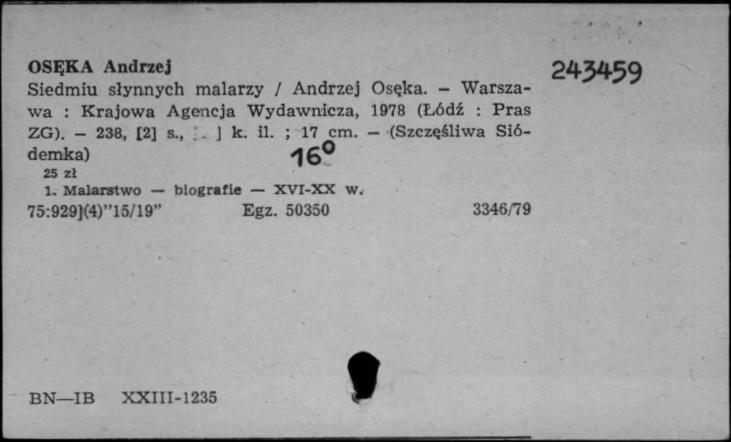 OSĘKA Andrzej
243459
Siedmiu słynnych malarzy / Andrzej Osęka. — Warsza-
wa : Krajowa Agencja Wydawnicza, 1978 (Łódź : Pras
ZG). — 238, [2] s., ] k. il. ; 17 cm. — (Szczęśliwa Sió-
demka)
16°
25 zł
1. Malarstwo — biografie — XVI-XX w.
75:929](4)”15/19” Egz. 50350 3346/79
BN—IB XXIII-1235